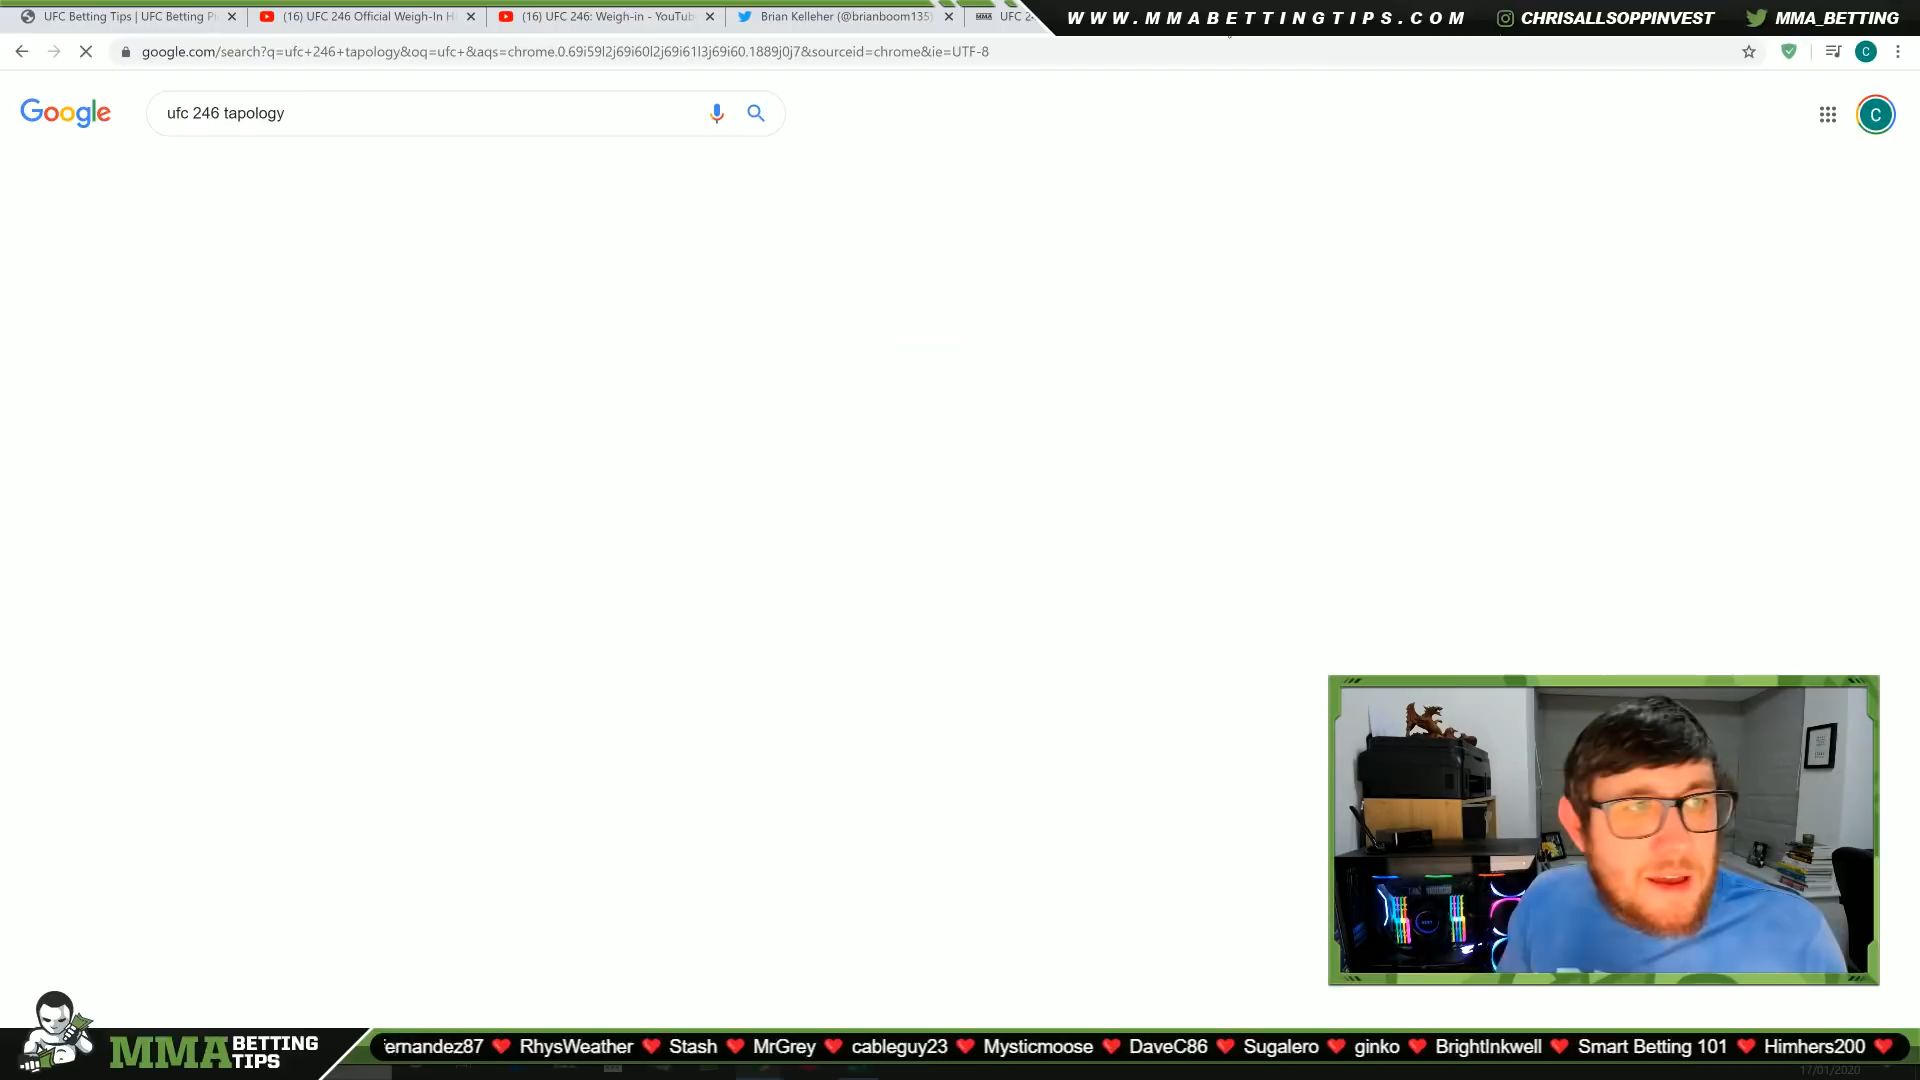 UFC Betting Tips | UFC Betting P
(16) UFC 246 Official Weigh-In H
(16) UFC 246: Weigh-in - YouTub
Brian Kelleher (@brianboom135)
UFC 2
WWW.MMABETTINGTIPS.COM
CHRISALLSOPPINVEST
MMA_BETTING
google.com/search?q=ufc+246+tapology&oq=ufc+&aqs=chrome.0.69i59l2j69i60l2j69i61l3j69i60.1889j0j7&sourceid=chrome&ie=UTF-8
C
Google
ufc 246 tapology
C
MMA BETTING TIPS
ernandez87 ❤ RhysWeather ❤ Stash ❤ MrGrey ❤ cableguy23 ❤ Mysticmoose ❤ DaveC86 ❤ Sugalero ❤ ginko ❤ BrightInkwell ❤ Smart Betting 101 ❤ Himhers200 ❤
17/01/2020